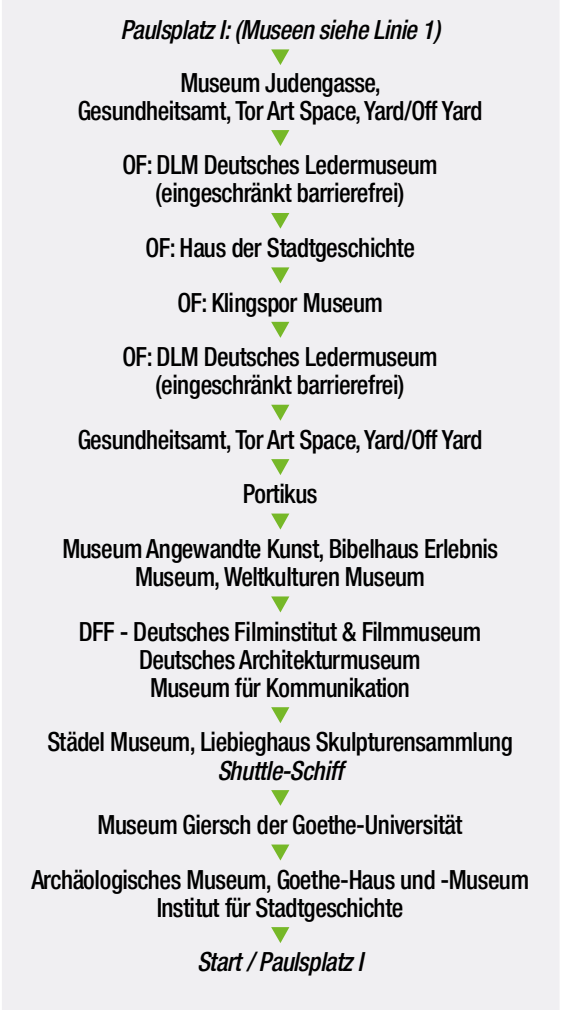 Paulsplatz I: (Museen siehe Linie 1)
Museum Judengasse,
Gesundheitsamt, Tor Art Space, Yard/Off Yard
OF: DLM Deutsches Ledermuseum
(eingeschränkt barrierefrei)
OF: Haus der Stadtgeschichte
OF: Klingspor Museum
OF: DLM Deutsches Ledermuseum
(eingeschränkt barrierefrei)
Gesundheitsamt, Tor Art Space, Yard/Off Yard
Portikus
Museum Angewandte Kunst, Bibelhaus Erlebnis
Museum, Weltkulturen Museum
DFF - Deutsches Filminstitut & Filmmuseum
Deutsches Architekturmuseum
Museum für Kommunikation
Städel Museum, Liebieghaus Skulpturensammlung
Shuttle-Schiff
Museum Giersch der Goethe-Universität
Archäologisches Museum, Goethe-Haus und -Museum
Institut für Stadtgeschichte
Start / Paulsplatz I